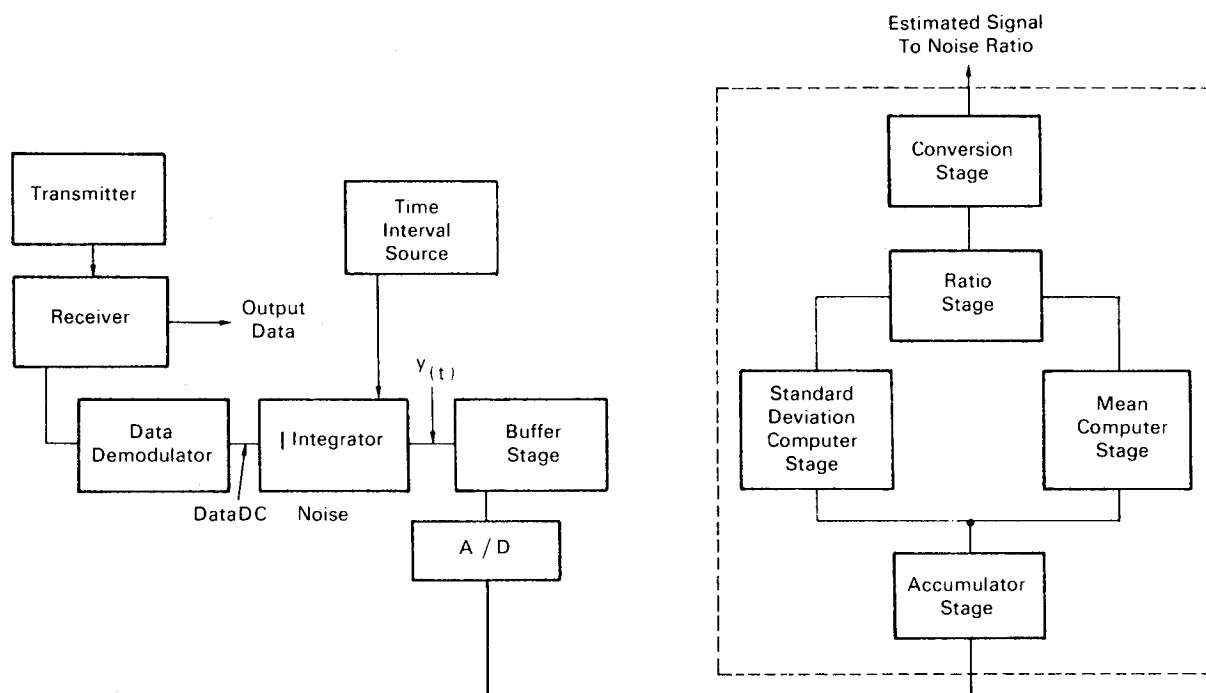 Estimated Signal
To Noise Ratio
Conversion
Stage
Transmitter
Time
Interval
Source
Receiver
Output
Data
Ratio
Stage
y(t)
Data
Demodulator
Integrator
Buffer
Stage
Standard
Deviation
Computer
Stage
Mean
Computer
Stage
DataDC
Noise
A / D
Accumulator
Stage